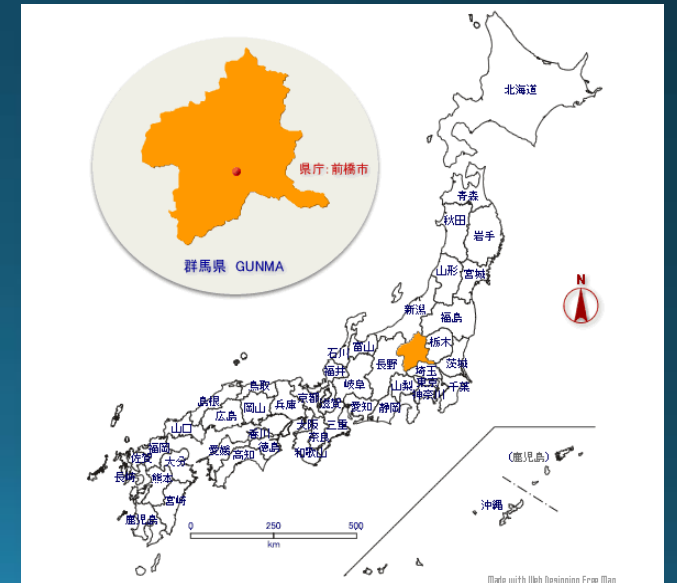 県庁:前橋市
群馬県 GUNMA
北海道
青森
秋田
岩手
山形
宮城
新潟
福島
石川
富山
栃木
福井
長野
茨城
岐阜
埼玉
山梨
東京
千葉
神奈川
鳥取
京都
滋賀
愛知
静岡
島根
岡山
兵庫
広島
大阪
三重
山口
香川
奈良
福岡
愛媛
高知
徳島
和歌山
佐賀
大分
長崎
熊本
宮崎
鹿児島
(鹿児島)
沖縄
N
0
250
500
km
Made with Web Designing Free Map